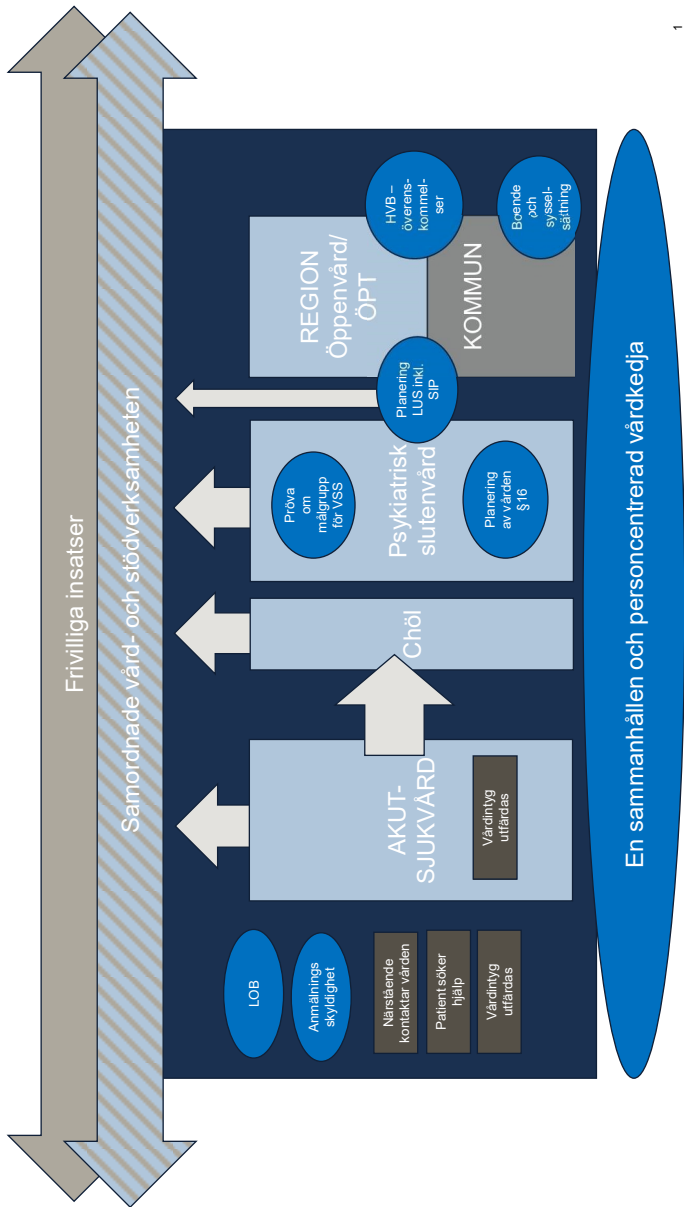 Frivilliga insatser
Samordnade vård- och stödverksamheten
LOB
Anmälnings
skyldighet
Närstående
kontaktar vården
Patient söker
hjälp
Vårdintyg
utfärdas
AKUT-
SJUKVÅRD
Vårdintyg
utfärdas
Chöl
Psykiatrisk
slutenvård
Pröva
om
målgrupp
för VSS
Planering
av vården
§16
Planering
LUS inkl.
SIP
REGION
Öppenvård/
ÖPT
KOMMUN
HVB –
överens-
kommel-
ser
Boende
och
syssel-
sättning
En sammanhållen och personcentrerad vårdkedja
1